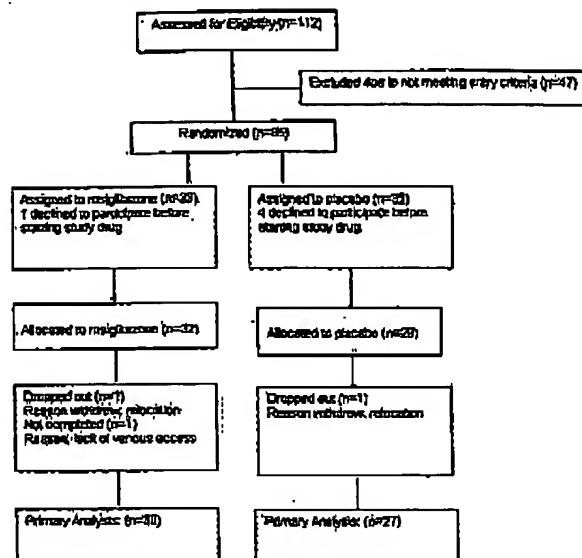 Assessed for Eligibility (n=112)
Excluded due to not meeting entry criteria (n=47)
Randomized (n=65)
Assigned to rosiglitazone (n=33).
1 declined to participate before
starting study drug.
Assigned to placebo (n=32)
4 declined to participate before
starting study drug.
Allocated to rosiglitazone (n=32)
Allocated to placebo (n=28)
Dropped out (n=1)
Reason withdrew relocation
Not completed (n=1)
Reason: lack of venous access
Dropped out (n=1)
Reason withdrew relocation
Primary Analysis: (n=30)
Primary Analysis: (n=27)